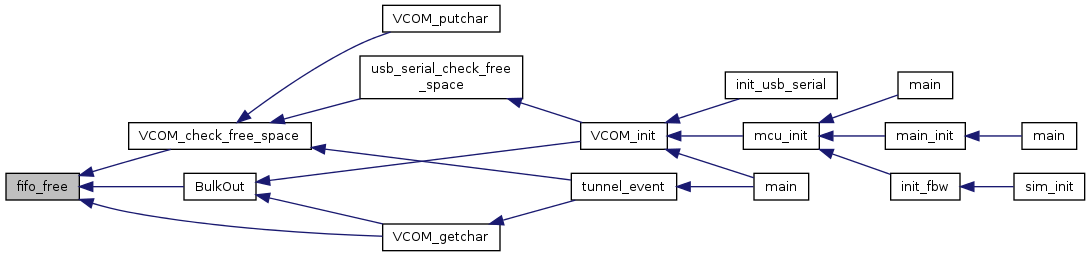 VCOM_putchar
usb_serial_check_free
_space
init_usb_serial
main
VCOM_check_free_space
VCOM_init
mcu_init
main_init
main
fifo_free
BulkOut
tunnel_event
main
init_fbw
sim_init
VCOM_getchar